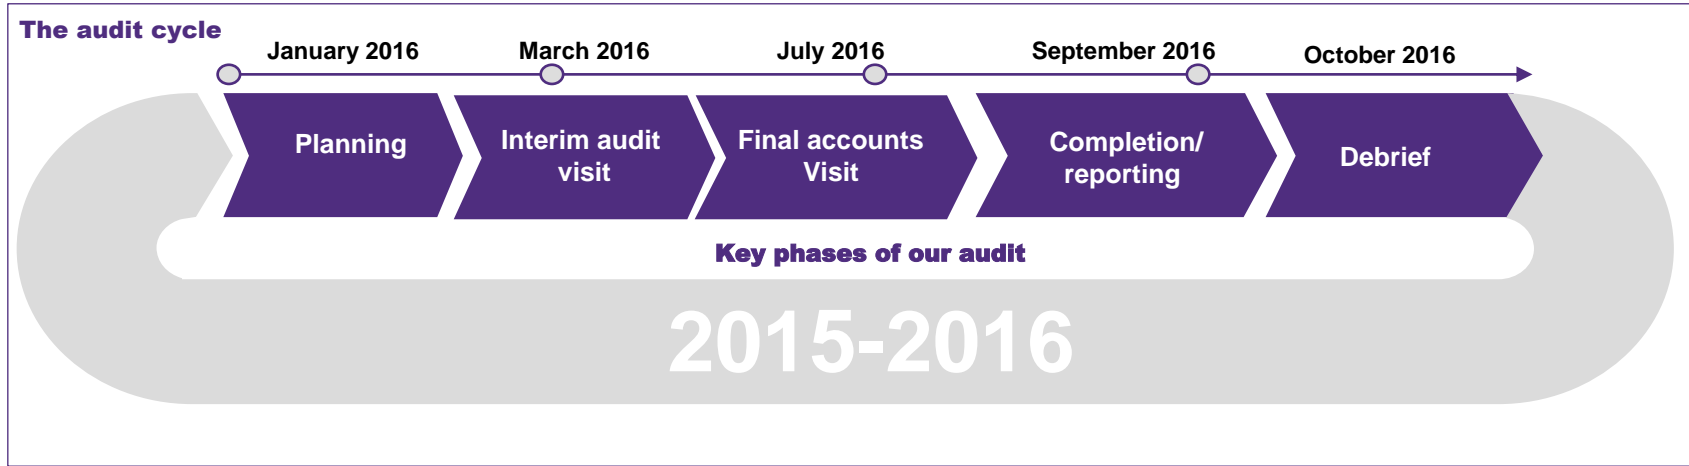 The audit cycle
January 2016
March 2016
July 2016
September 2016
October 2016
Planning
Interim audit
visit
Final accounts
Visit
Completion/
reporting
Debrief
Key phases of our audit
2015-2016